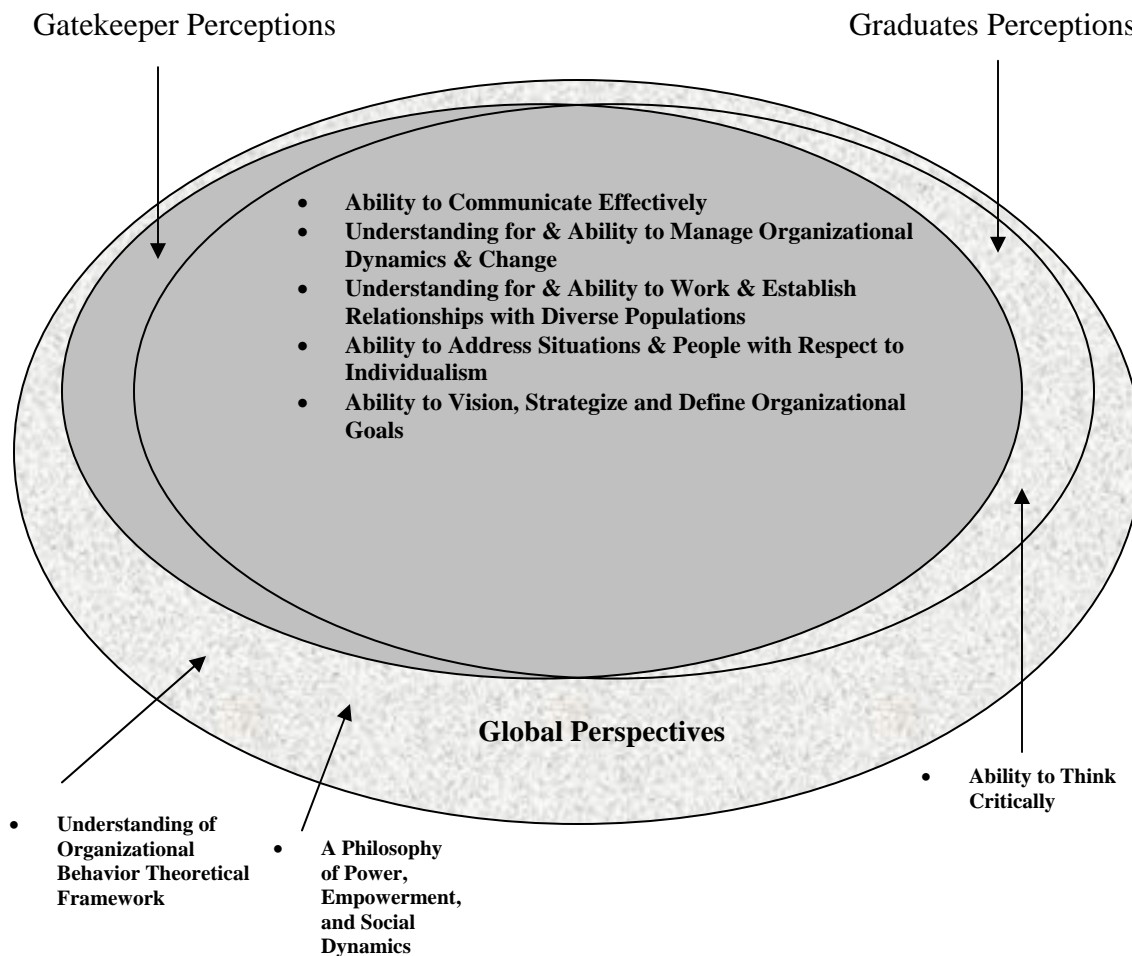 Gatekeeper Perceptions
Graduates Perceptions
• Ability to Communicate Effectively
• Understanding for & Ability to Manage Organizational
Dynamics & Change
• Understanding for & Ability to Work & Establish
Relationships with Diverse Populations
• Ability to Address Situations & People with Respect to
Individualism
• Ability to Vision, Strategize and Define Organizational
Goals
Global Perspectives
• Ability to Think
Critically
• Understanding of
Organizational
Behavior Theoretical
Framework
• A Philosophy
of Power,
Empowerment,
and Social
Dynamics